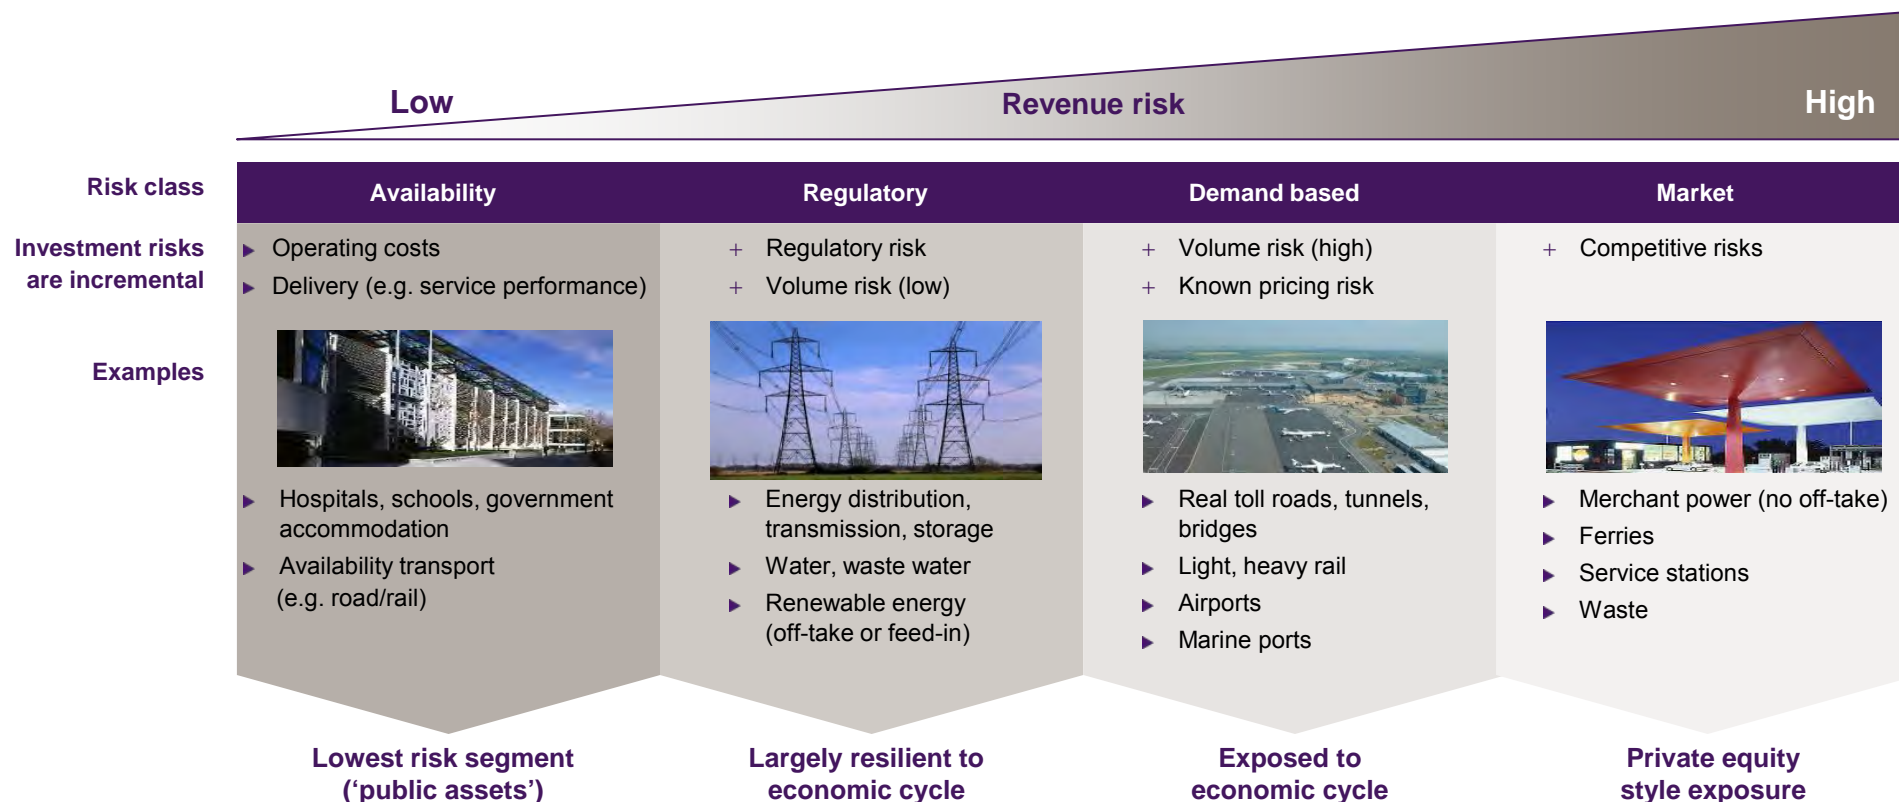 Low
Revenue risk
High
Risk class
Availability
Regulatory
Demand based
Market
Investment risks
are incremental
▶ Operating costs
▶ Delivery (e.g. service performance)
+ Regulatory risk
+ Volume risk (low)
+ Volume risk (high)
+ Known pricing risk
+ Competitive risks
Examples
▶ Hospitals, schools, government
accommodation
▶ Availability transport
(e.g. road/rail)
▶ Energy distribution,
transmission, storage
▶ Water, waste water
▶ Renewable energy
(off-take or feed-in)
▶ Real toll roads, tunnels,
bridges
▶ Light, heavy rail
▶ Airports
▶ Marine ports
▶ Merchant power (no off-take)
▶ Ferries
▶ Service stations
▶ Waste
Lowest risk segment
(‘public assets’)
Largely resilient to
economic cycle
Exposed to
economic cycle
Private equity
style exposure